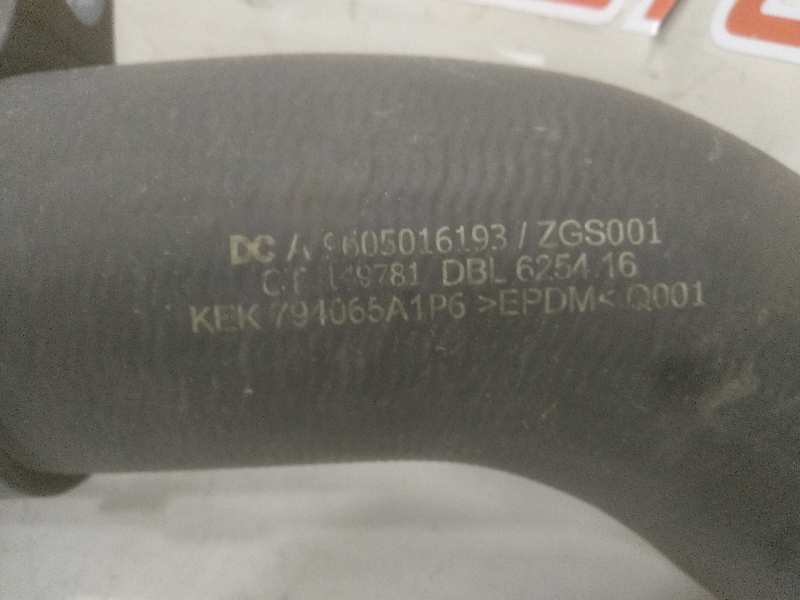 DC / A 9605016193 / ZGS001
DBL 6254.16
KEK 794065A1P6 >EPDM< Q001